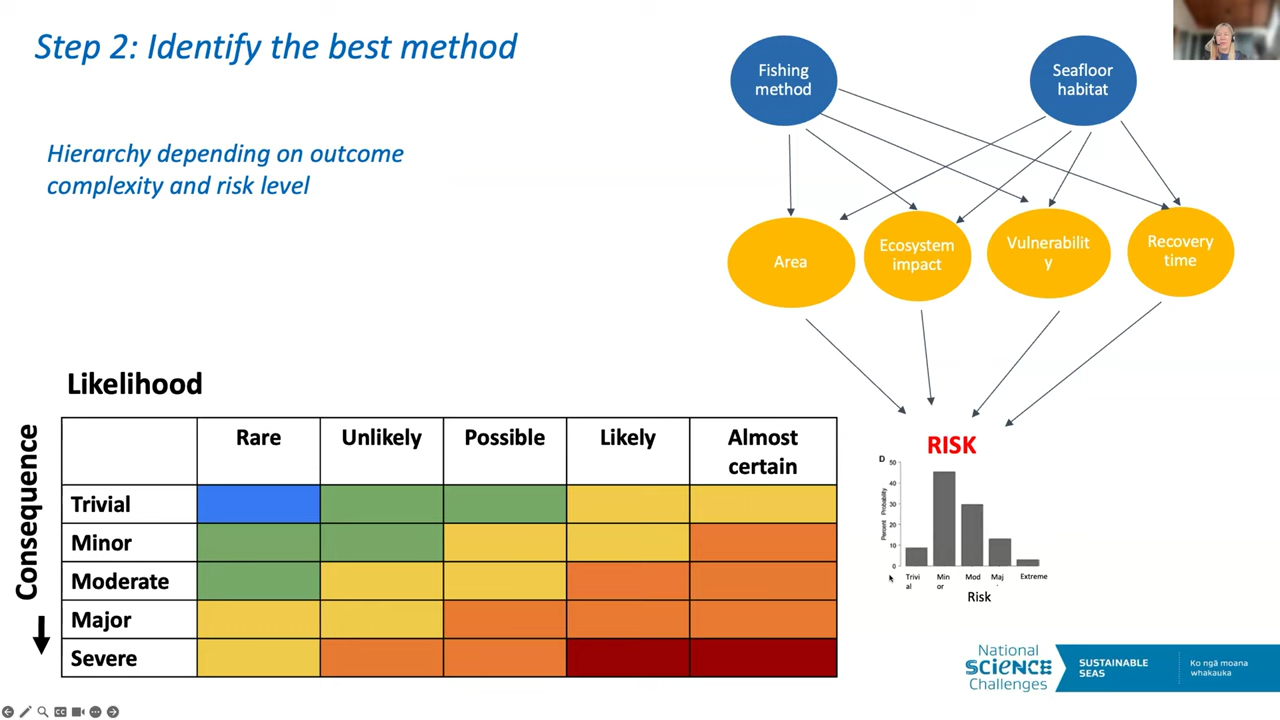 Step 2: Identify the best method
Hierarchy depending on outcome
complexity and risk level
Fishing
method
Seafloor
habitat
Area
Ecosystem
impact
Vulnerabilit
y
Recovery
time
Likelihood
Consequence
Rare
Unlikely
Possible
Likely
Almost
certain
Trivial
Minor
Moderate
Major
Severe
RISK
D
Percent Probability
50
40
30
20
10
0
Trivi
al
Min
or
Mod
Maj
.
Extreme
Risk
National
SCIENCE
Challenges
SUSTAINABLE
SEAS
Ko ngā moana
whakauka